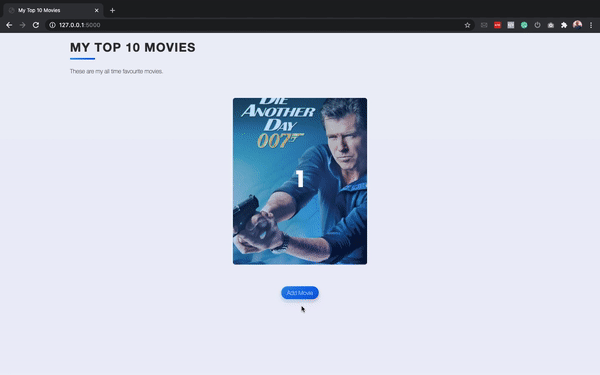 My Top 10 Movies
127.0.0.1:5000
MY TOP 10 MOVIES
These are my all time favourite movies.
DIE
ANOTHER
DAY
007
1
Add Movie